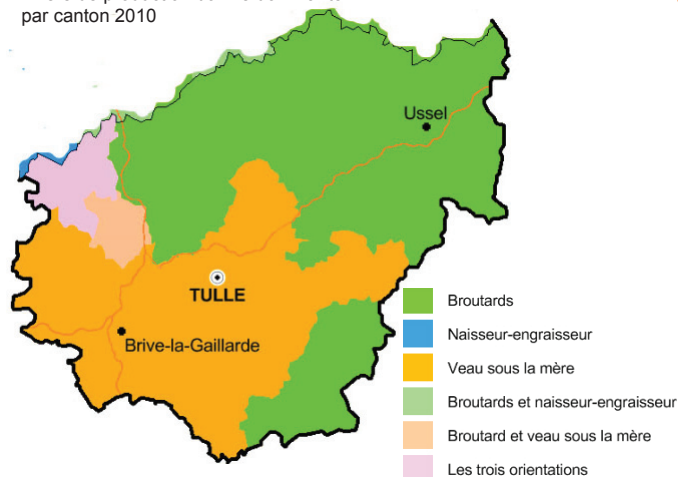 par canton 2010
Ussel
TULLE
Brive-la-Gaillarde
Broutards
Naisseur-engraisseur
Veau sous la mère
Broutards et naisseur-engraisseur
Broutard et veau sous la mère
Les trois orientations